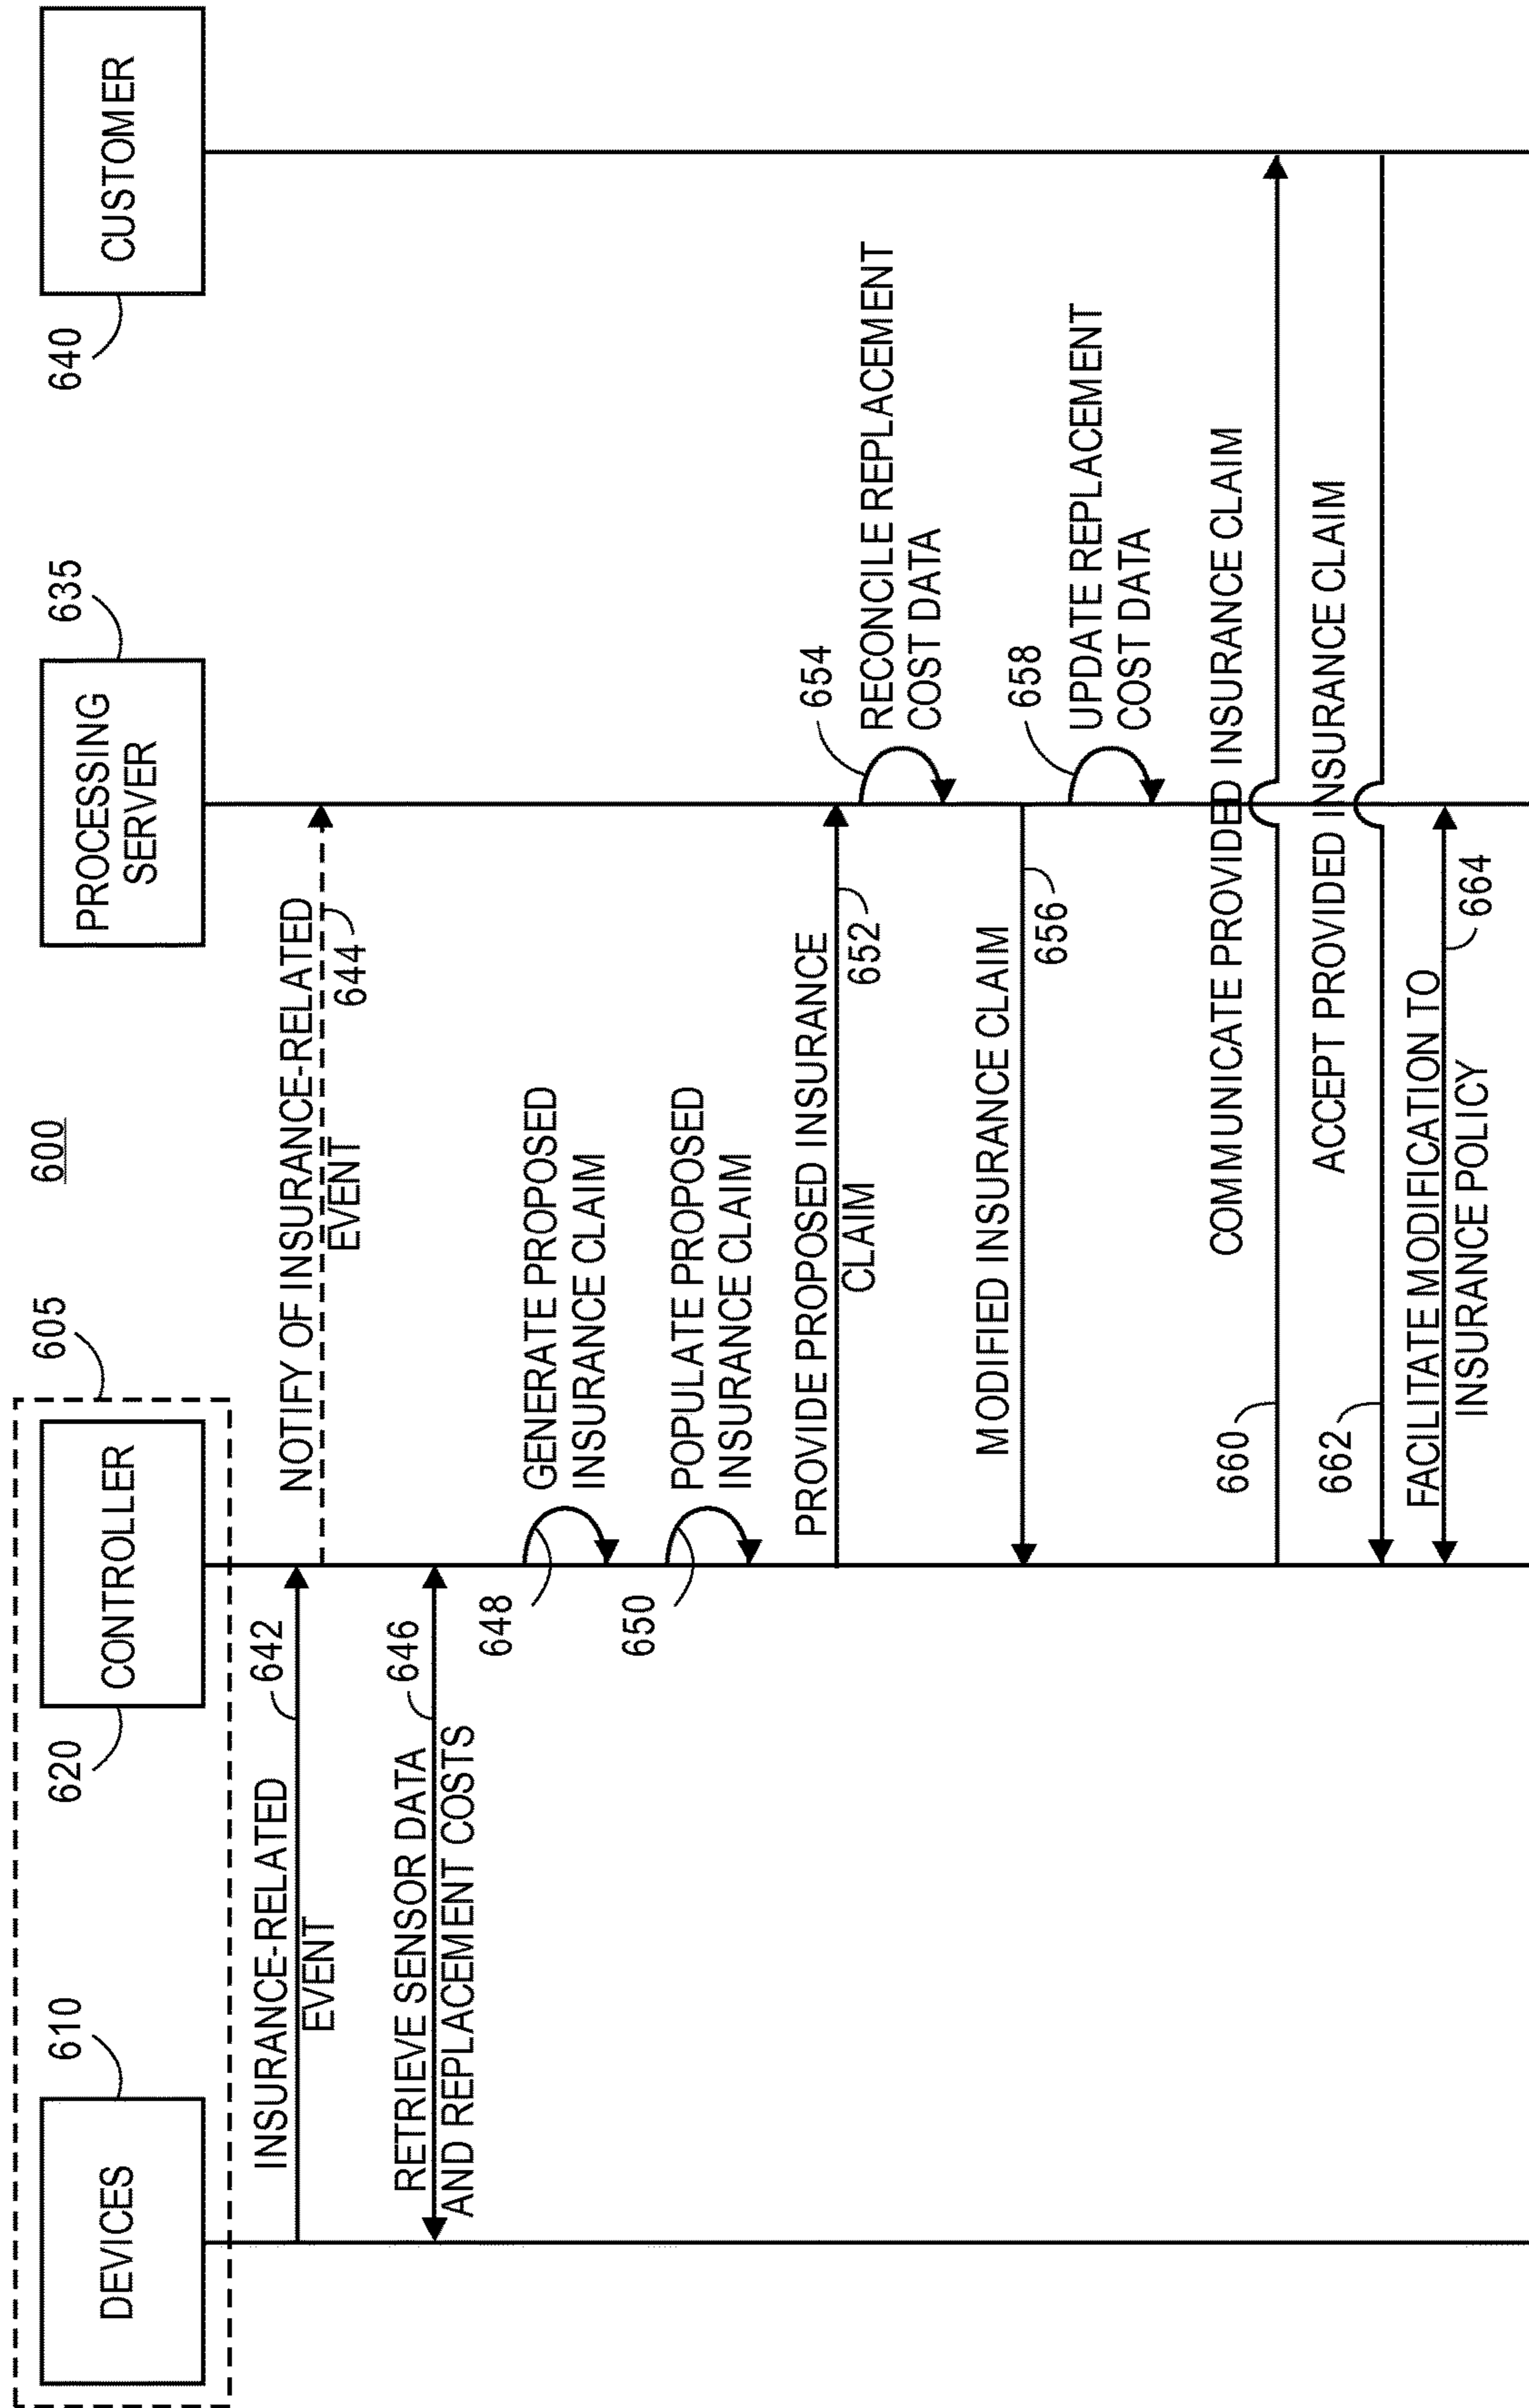 600
605
610
DEVICES
620
CONTROLLER
635
PROCESSING
SERVER
640
CUSTOMER
INSURANCE-RELATED
EVENT
642
NOTIFY OF INSURANCE-RELATED
EVENT
644
RETRIEVE SENSOR DATA
AND REPLACEMENT COSTS
646
648
GENERATE PROPOSED
INSURANCE CLAIM
650
POPULATE PROPOSED
INSURANCE CLAIM
PROVIDE PROPOSED INSURANCE
CLAIM
652
654
RECONCILE REPLACEMENT
COST DATA
MODIFIED INSURANCE CLAIM
656
658
UPDATE REPLACEMENT
COST DATA
COMMUNICATE PROVIDED INSURANCE CLAIM
660
ACCEPT PROVIDED INSURANCE CLAIM
662
FACILITATE MODIFICATION TO
INSURANCE POLICY
664